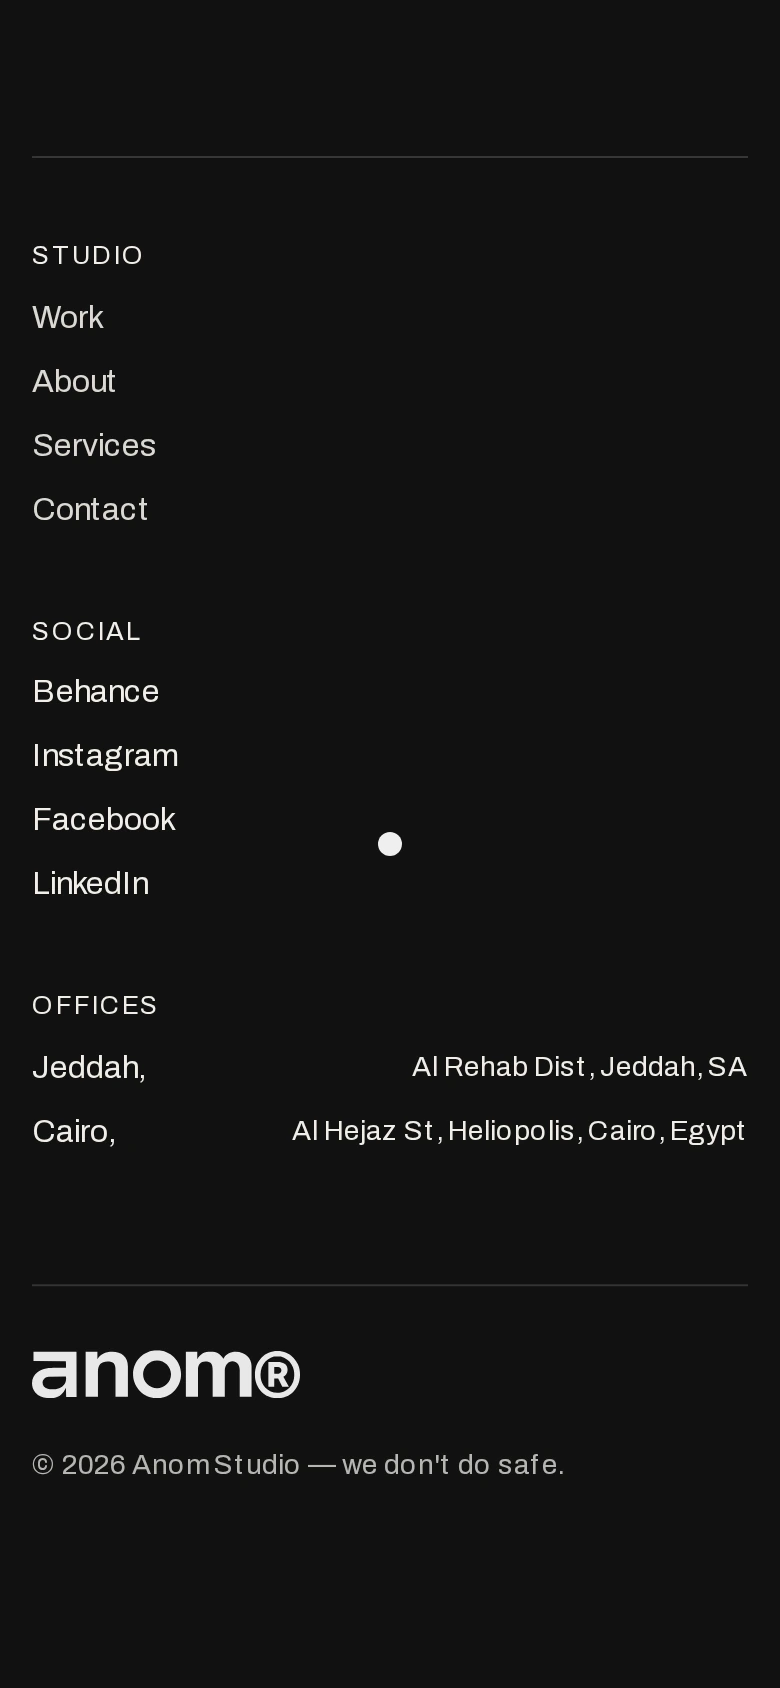 STUDIO
Work
About
Services
Contact
SOCIAL
Behance
Instagram
Facebook
LinkedIn
OFFICES
Jeddah, Al Rehab Dist, Jeddah, SA
Cairo, Al Hejaz St, Heliopolis, Cairo, Egypt
anom®
© 2026 Anom Studio — we don't do safe.